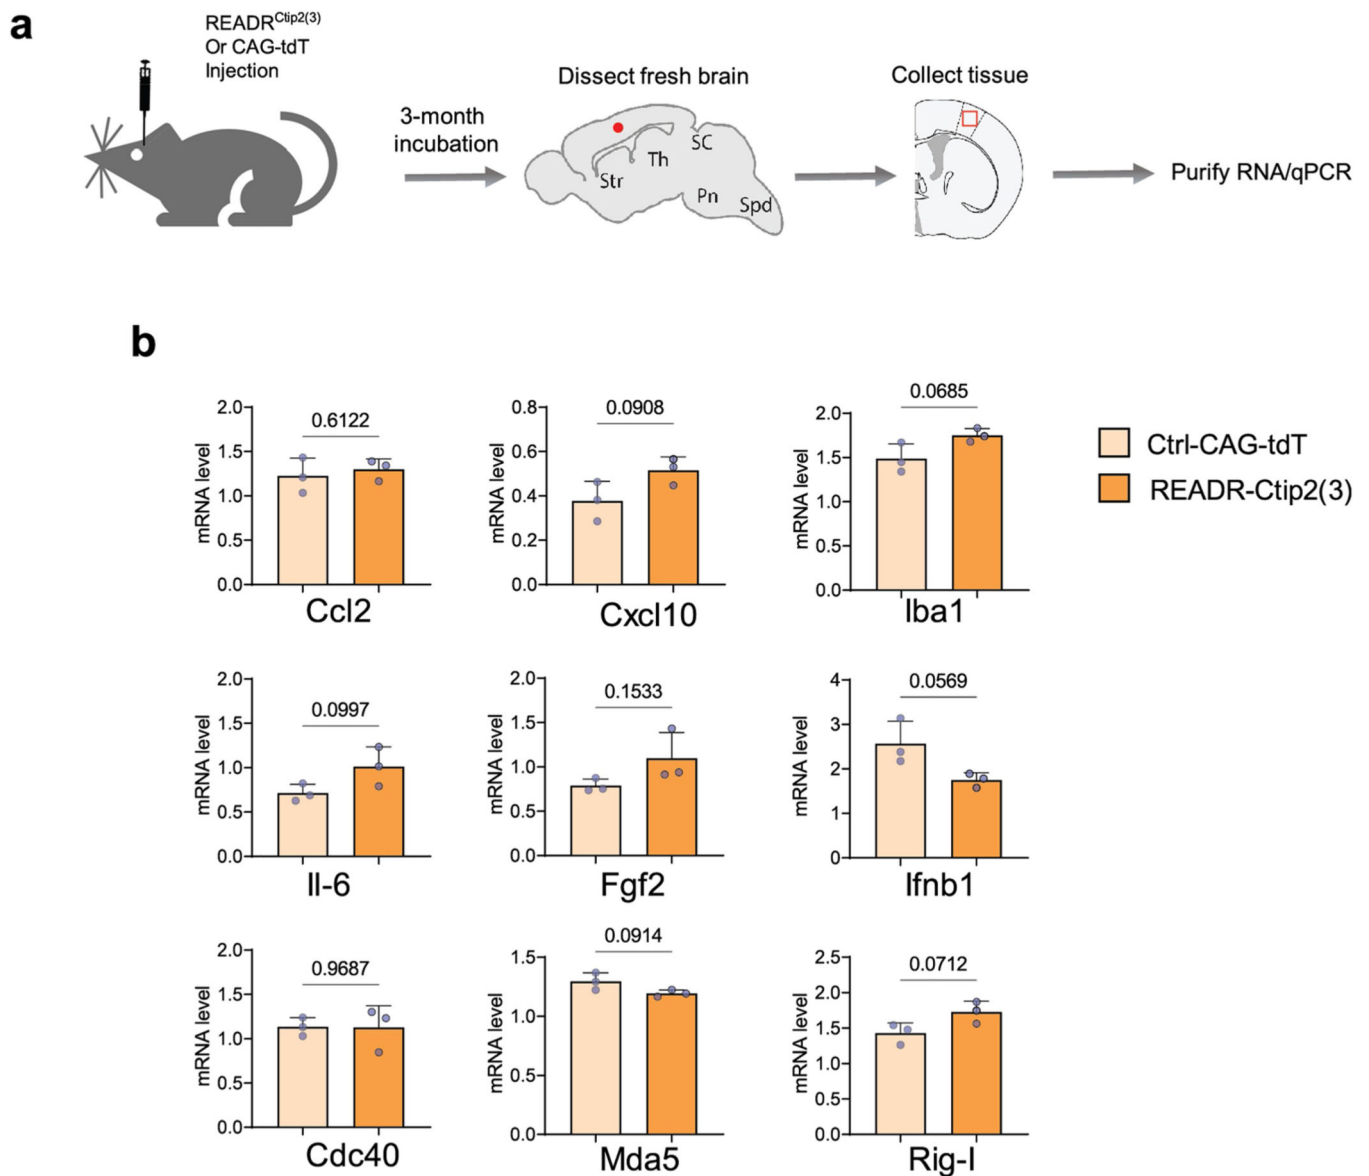 a
READR^Ctip2(3)
Or CAG-tdT
Injection
3-month
incubation
Dissect fresh brain
Str
Th
SC
Pn
Spd
Collect tissue
Purify RNA/qPCR
b
mRNA level
2.0
1.5
1.0
0.5
0.0
0.6122
Ccl2
mRNA level
0.8
0.6
0.4
0.2
0.0
0.0908
Cxcl10
mRNA level
2.0
1.5
1.0
0.5
0.0
0.0685
Iba1
Ctrl-CAG-tdT
READR-Ctip2(3)
mRNA level
2.0
1.5
1.0
0.5
0.0
0.0997
Il-6
mRNA level
2.0
1.5
1.0
0.5
0.0
0.1533
Fgf2
mRNA level
4
3
2
1
0
0.0569
Ifnb1
mRNA level
2.0
1.5
1.0
0.5
0.0
0.9687
Cdc40
mRNA level
1.5
1.0
0.5
0.0
0.0914
Mda5
mRNA level
2.5
2.0
1.5
1.0
0.5
0.0
0.0712
Rig-I